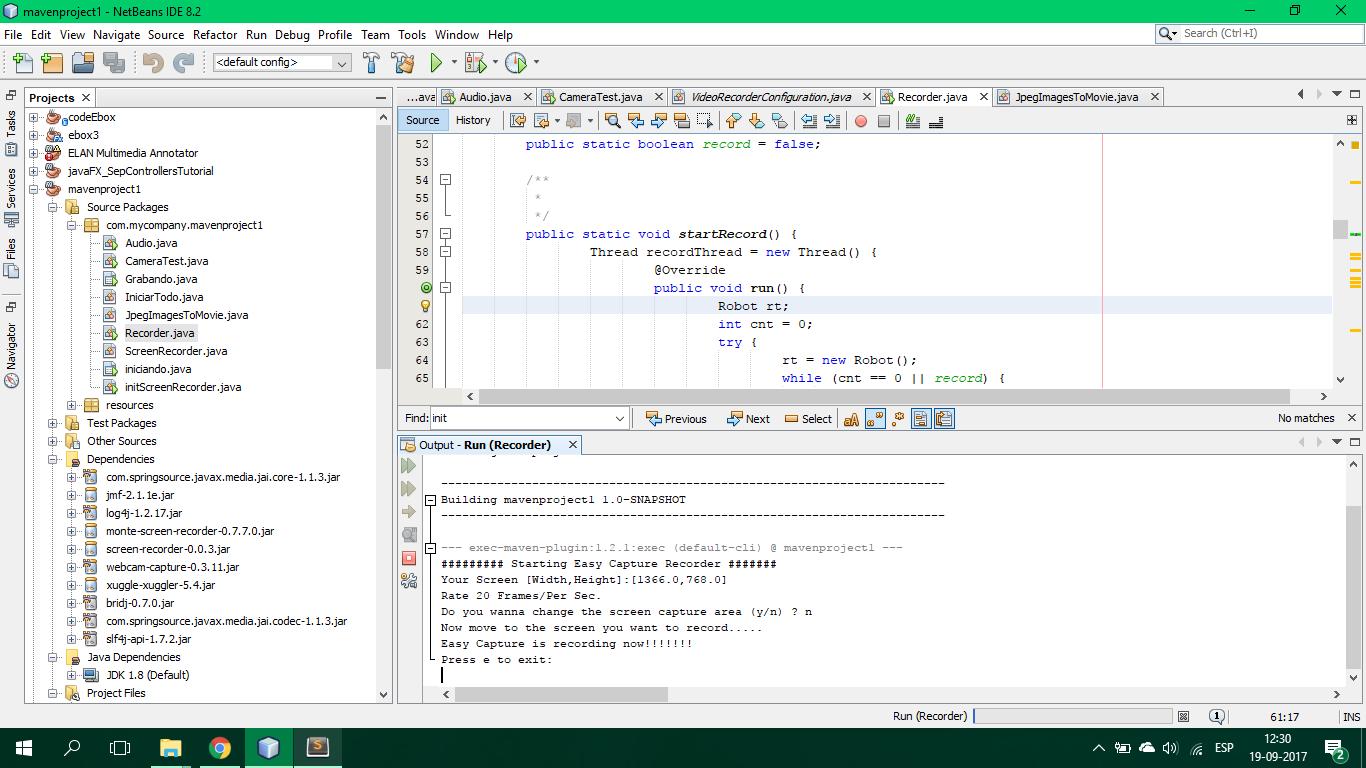 mavenproject1 - NetBeans IDE 8.2
File Edit View Navigate Source Refactor Run Debug Profile Team Tools Window Help
Search (Ctrl+I)
<default config>
Projects
Tasks
Services
Files
Navigator
codeEbox
ebox3
ELAN Multimedia Annotator
javaFX_SepControllersTutorial
mavenproject1
Source Packages
com.mycompany.mavenproject1
Audio.java
CameraTest.java
Grabando.java
IniciarTodo.java
JpegImagesToMovie.java
Recorder.java
ScreenRecorder.java
iniciando.java
initScreenRecorder.java
resources
Test Packages
Other Sources
Dependencies
com.springsource.javax.media.jai.core-1.1.3.jar
jmf-2.1.1e.jar
log4j-1.2.17.jar
monte-screen-recorder-0.7.7.0.jar
screen-recorder-0.0.3.jar
webcam-capture-0.3.11.jar
xuggle-xuggler-5.4.jar
bridj-0.7.0.jar
com.springsource.javax.media.jai.codec-1.1.3.jar
slf4j-api-1.7.2.jar
Java Dependencies
JDK 1.8 (Default)
Project Files
...ava Audio.java CameraTest.java VideoRecorderConfiguration.java Recorder.java JpegImagesToMovie.java
Source History
52 public static boolean record = false;
53
54 /**
55 *
56 */
57 public static void startRecord() {
58 Thread recordThread = new Thread() {
59 @Override
public void run() {
Robot rt;
62 int cnt = 0;
63 try {
64 rt = new Robot();
65 while (cnt == 0 || record) {
Find: init Previous Next Select aA No matches
Output - Run (Recorder)
------------------------------------------------------------------------
Building mavenproject1 1.0-SNAPSHOT
------------------------------------------------------------------------
--- exec-maven-plugin:1.2.1:exec (default-cli) @ mavenproject1 ---
######### Starting Easy Capture Recorder #######
Your Screen [Width,Height]:[1366.0,768.0]
Rate 20 Frames/Per Sec.
Do you wanna change the screen capture area (y/n) ? n
Now move to the screen you want to record.....
Easy Capture is recording now!!!!!!!
Press e to exit:
Run (Recorder) 1 61:17 INS
ESP
12:30
19-09-2017
2